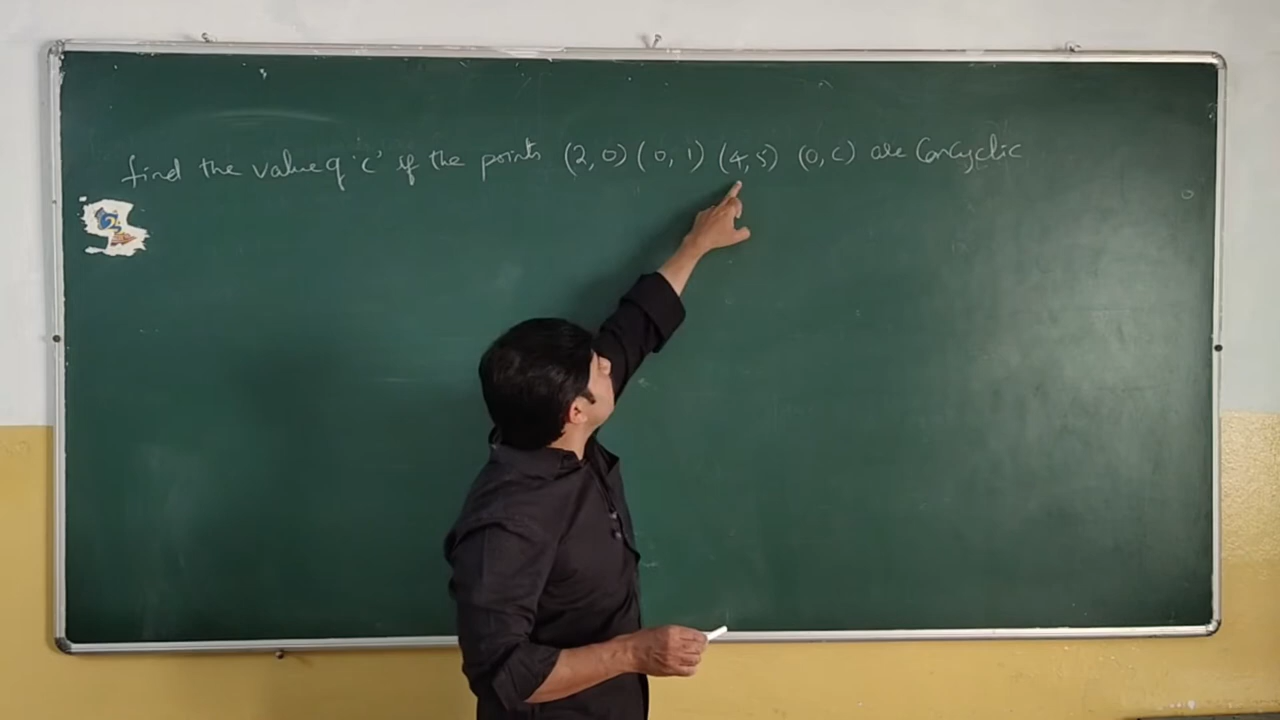 find the value of 'c' if the points (2, 0) (0, 1) (4, 5) (0, c) are Concyclic